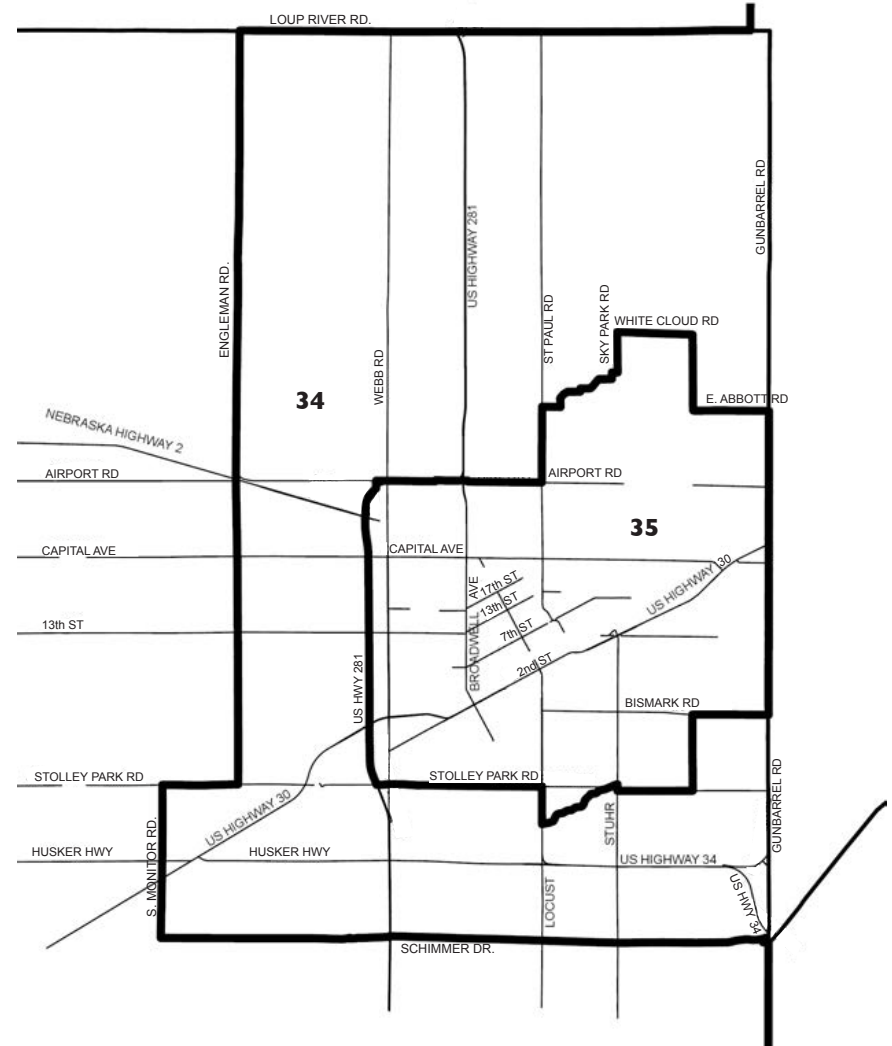 LOUP RIVER RD.
GUNBARREL RD
US HIGHWAY 281
ENGLEMAN RD.
ST PAUL RD
SKY PARK RD
WHITE CLOUD RD
WEBB RD
34
E. ABBOTT RD
NEBRASKA HIGHWAY 2
AIRPORT RD
AIRPORT RD
35
CAPITAL AVE
CAPITAL AVE
US HIGHWAY 30
17th ST
13th ST
BROADWELL AVE
7th ST
13th ST
2nd ST
US HWY 281
BISMARK RD
STOLLEY PARK RD
STOLLEY PARK RD
GUNBARREL RD
US HIGHWAY 30
STUHR
S. MONITOR RD.
HUSKER HWY
HUSKER HWY
US HIGHWAY 34
US HWY 34
LOCUST
SCHIMMER DR.